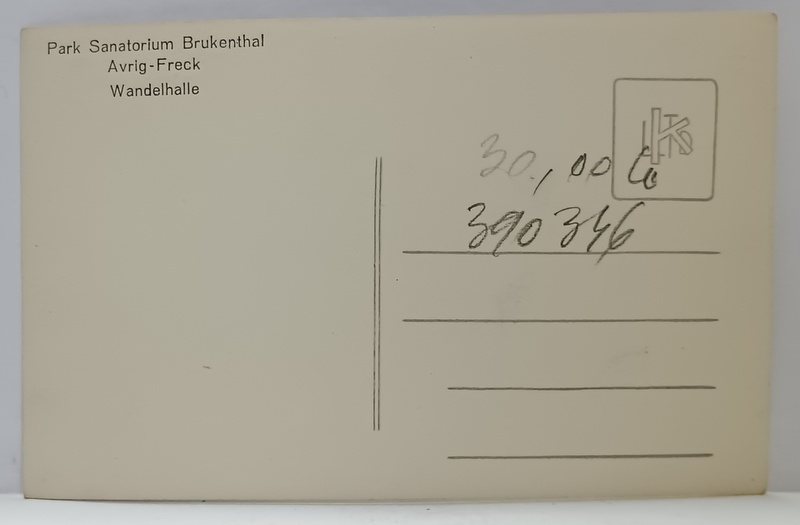 Park Sanatorium Brukenthal
Avrig-Freck
Wandelhalle
30,00
390346